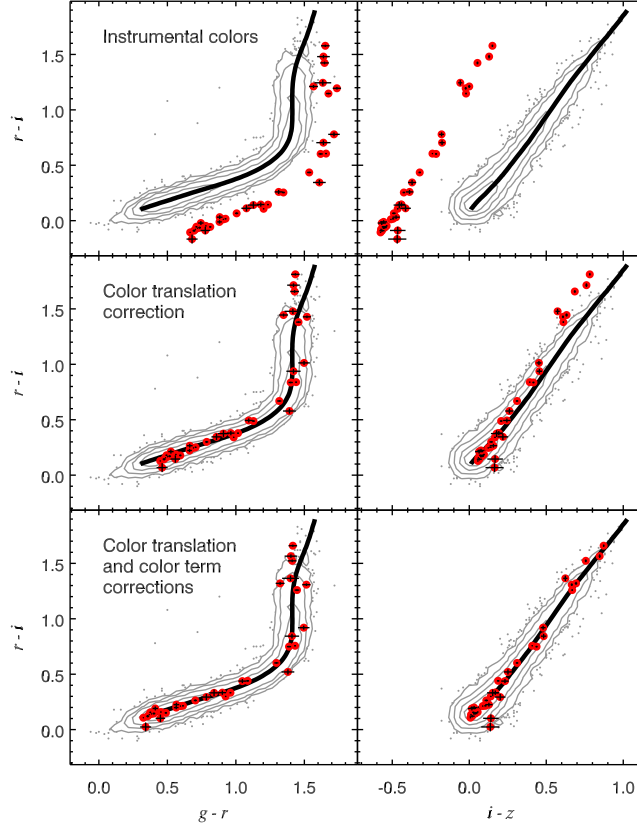 Instrumental colors
1.5
1.0
0.5
0.0
r - i
Color translation
correction
1.5
1.0
0.5
0.0
r - i
Color translation
and color term
corrections
1.5
1.0
0.5
0.0
r - i
0.0 0.5 1.0 1.5
-0.5 0.0 0.5 1.0
g - r
i - z